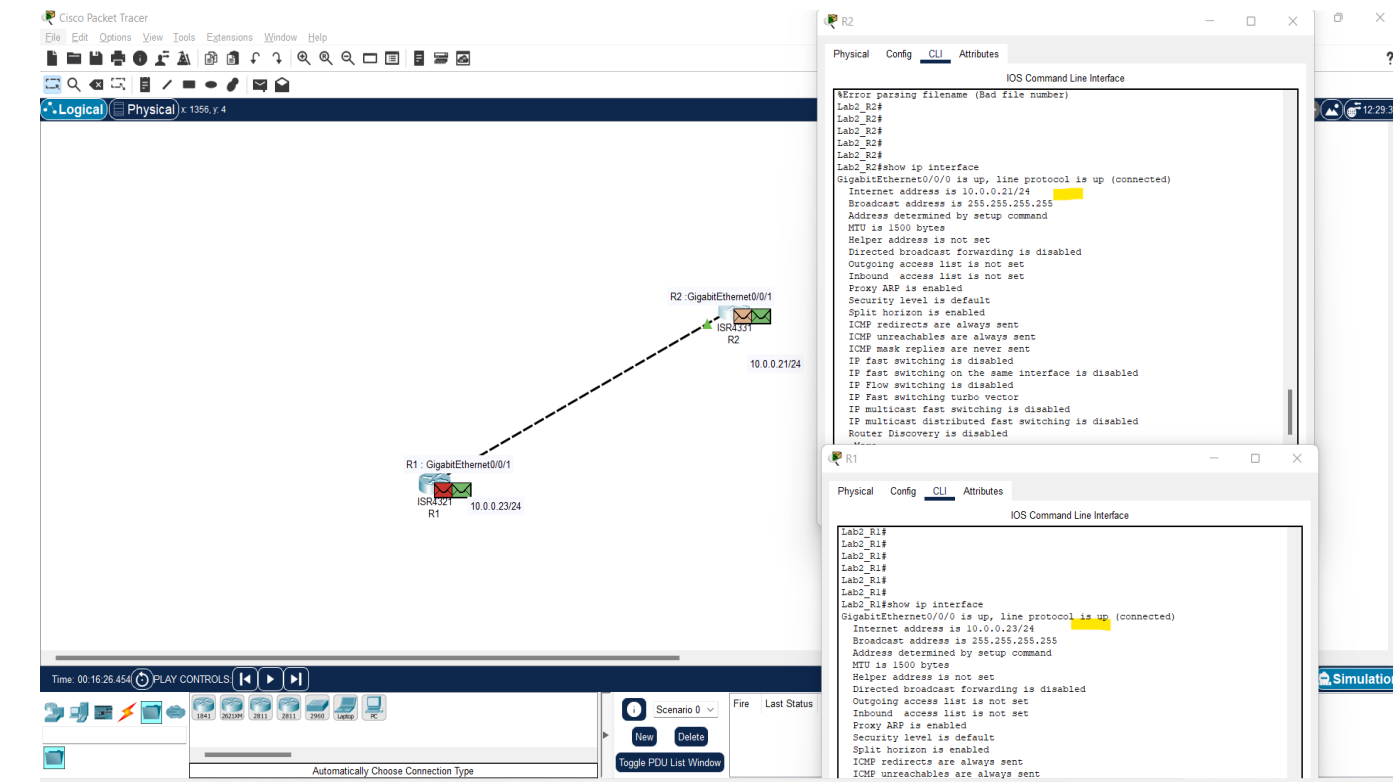 Cisco Packet Tracer
File Edit Options View Tools Extensions Window Help
Logical Physical x: 1356, y: 4
12:29:3
R2 :GigabitEthernet0/0/1
ISR4331
R2
10.0.0.21/24
R1 : GigabitEthernet0/0/1
ISR4321
R1
10.0.0.23/24
Time: 00:16:26.454 PLAY CONTROLS:
Simulation
1841 2621XM 2811 2811 2960 Laptop PC
Automatically Choose Connection Type
Scenario 0
New Delete
Toggle PDU List Window
Fire Last Status
R2
Physical Config CLI Attributes
IOS Command Line Interface
%Error parsing filename (Bad file number)
Lab2_R2#
Lab2_R2#
Lab2_R2#
Lab2_R2#
Lab2_R2#
Lab2_R2#show ip interface
GigabitEthernet0/0/0 is up, line protocol is up (connected)
Internet address is 10.0.0.21/24
Broadcast address is 255.255.255.255
Address determined by setup command
MTU is 1500 bytes
Helper address is not set
Directed broadcast forwarding is disabled
Outgoing access list is not set
Inbound  access list is not set
Proxy ARP is enabled
Security level is default
Split horizon is enabled
ICMP redirects are always sent
ICMP unreachables are always sent
ICMP mask replies are never sent
IP fast switching is disabled
IP fast switching on the same interface is disabled
IP Flow switching is disabled
IP Fast switching turbo vector
IP multicast fast switching is disabled
IP multicast distributed fast switching is disabled
Router Discovery is disabled
R1
Physical Config CLI Attributes
IOS Command Line Interface
Lab2_R1#
Lab2_R1#
Lab2_R1#
Lab2_R1#
Lab2_R1#
Lab2_R1#
Lab2_R1#show ip interface
GigabitEthernet0/0/0 is up, line protocol is up (connected)
Internet address is 10.0.0.23/24
Broadcast address is 255.255.255.255
Address determined by setup command
MTU is 1500 bytes
Helper address is not set
Directed broadcast forwarding is disabled
Outgoing access list is not set
Inbound  access list is not set
Proxy ARP is enabled
Security level is default
Split horizon is enabled
ICMP redirects are always sent
ICMP unreachables are always sent